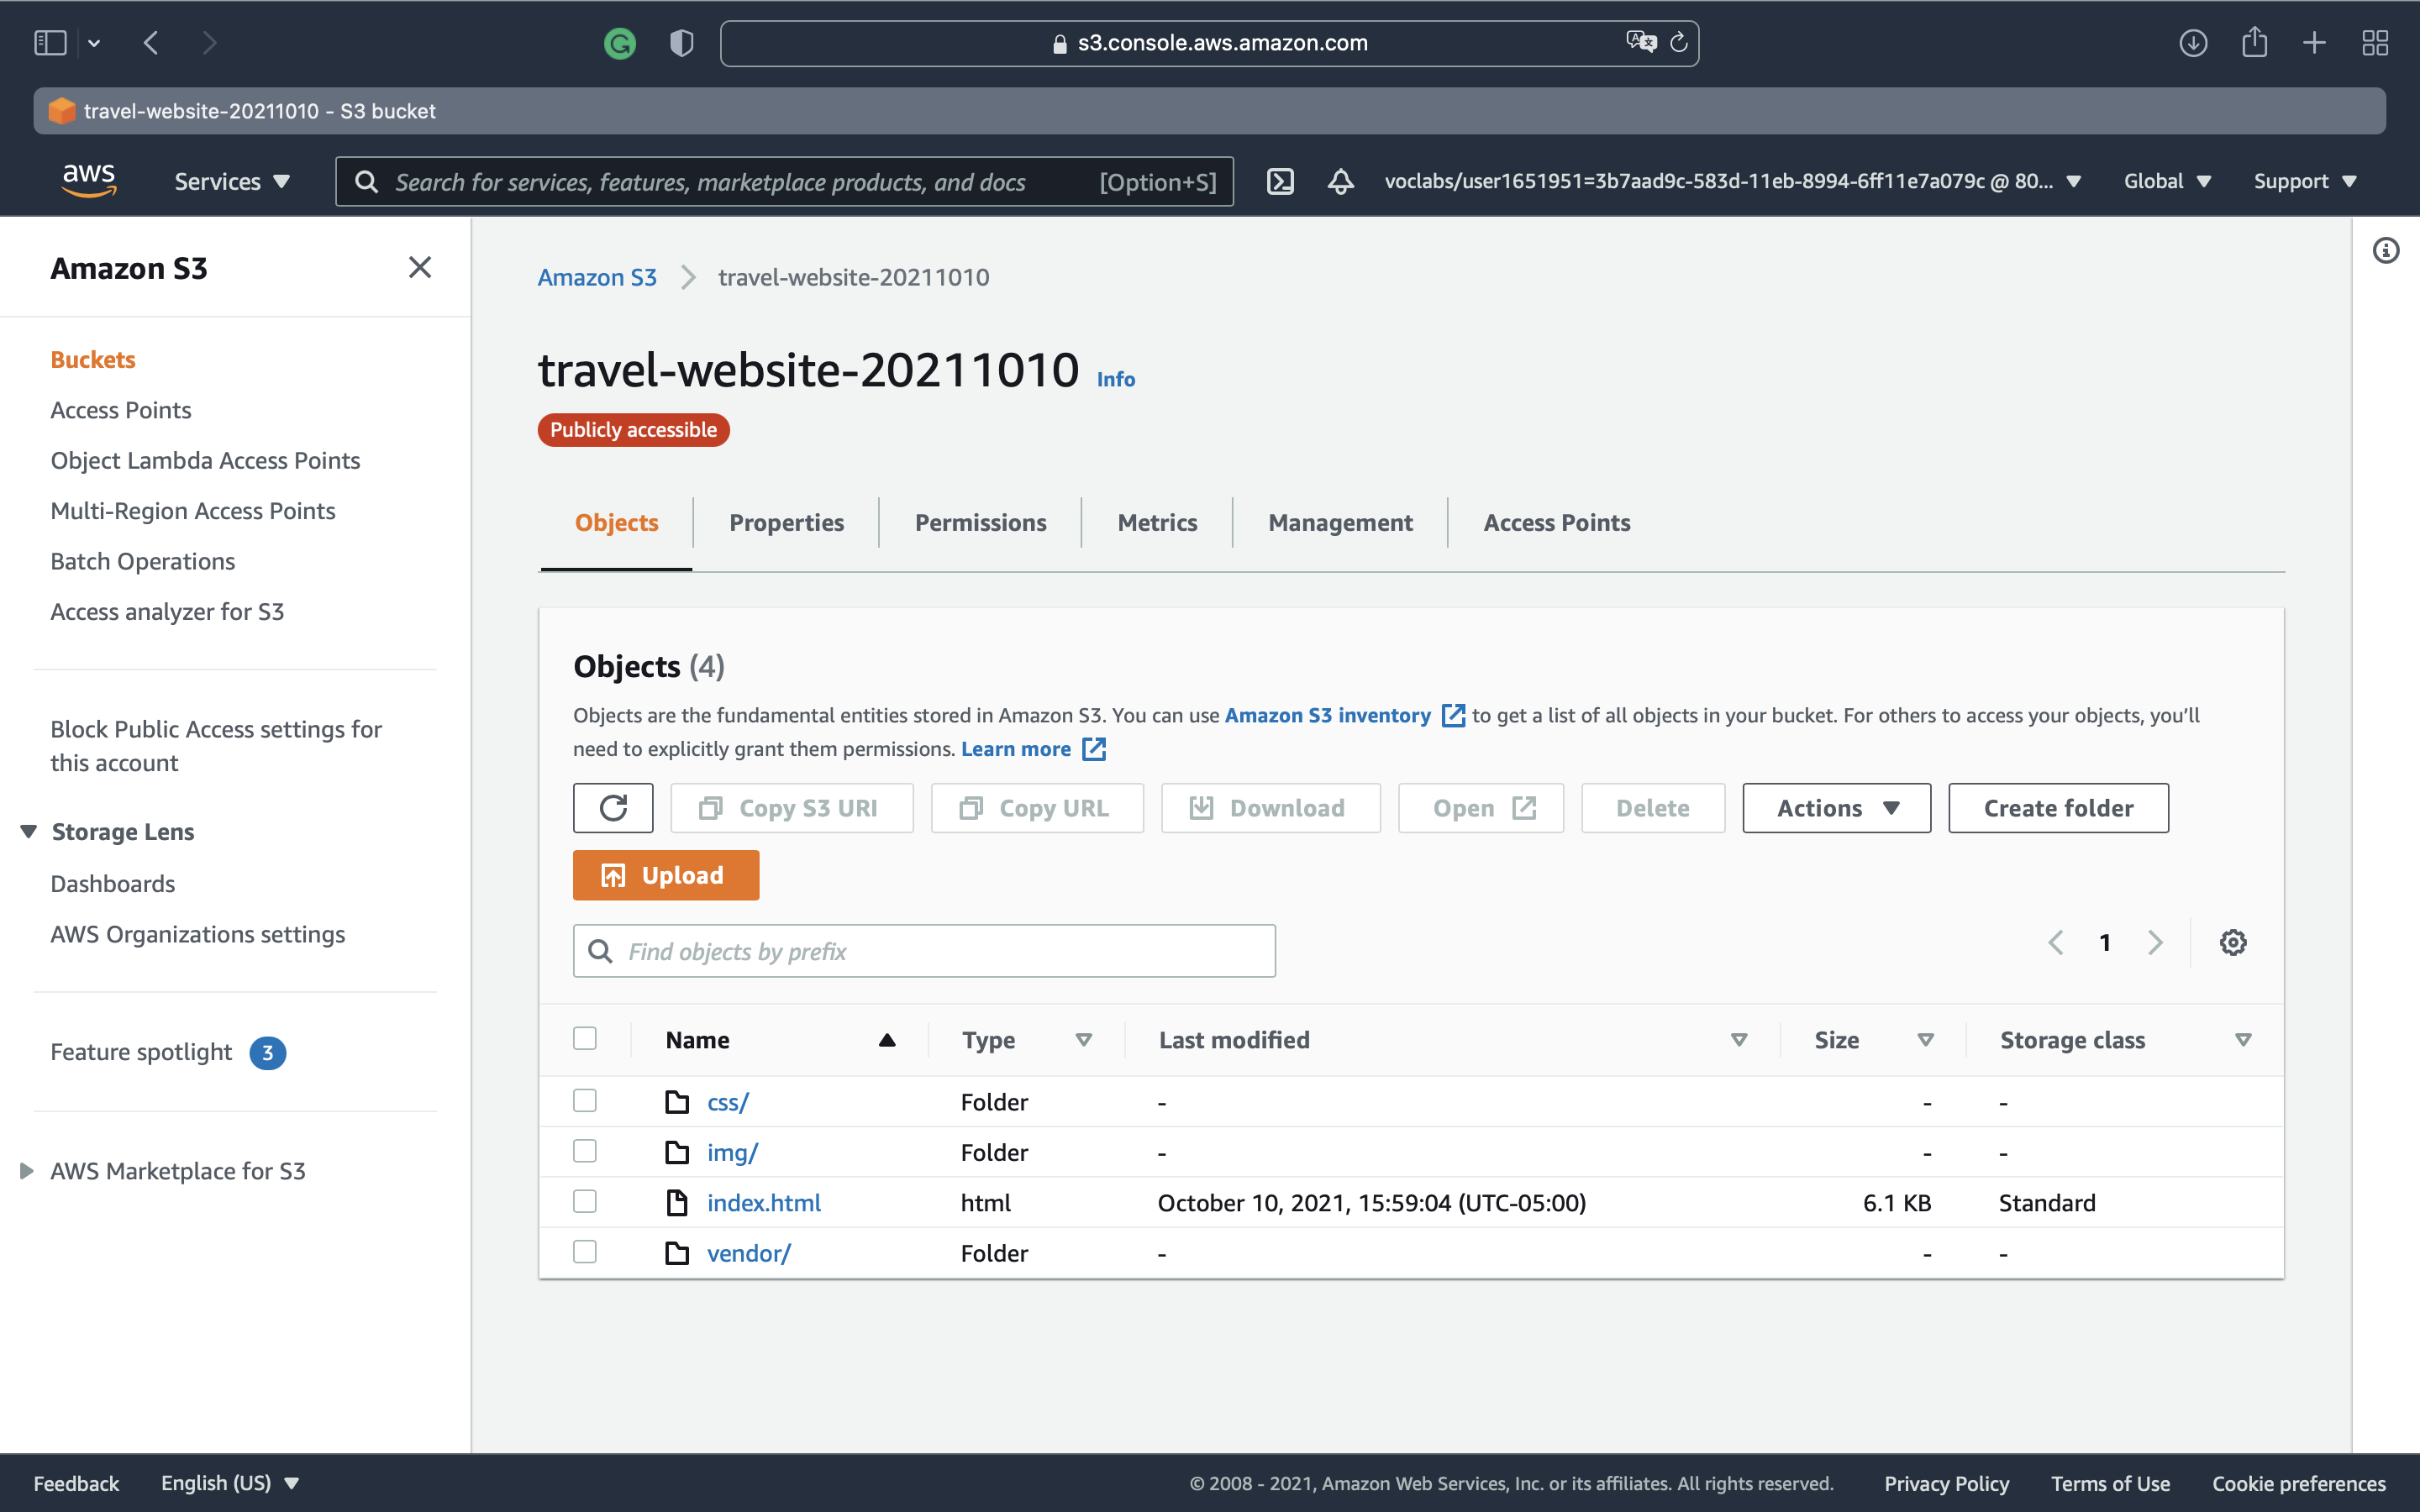 s3.console.aws.amazon.com
travel-website-20211010 - S3 bucket
aws
Services
Search for services, features, marketplace products, and docs [Option+S]
voclabs/user1651951=3b7aad9c-583d-11eb-8994-6ff11e7a079c @ 80...
Global
Support
Amazon S3
Buckets
Access Points
Object Lambda Access Points
Multi-Region Access Points
Batch Operations
Access analyzer for S3
Block Public Access settings for
this account
Storage Lens
Dashboards
AWS Organizations settings
Feature spotlight 3
AWS Marketplace for S3
Amazon S3 travel-website-20211010
travel-website-20211010 Info
Publicly accessible
Objects Properties Permissions Metrics Management Access Points
Objects (4)
Objects are the fundamental entities stored in Amazon S3. You can use Amazon S3 inventory to get a list of all objects in your bucket. For others to access your objects, you'll
need to explicitly grant them permissions. Learn more
Copy S3 URI Copy URL Download Open Delete Actions Create folder
Upload
Find objects by prefix
1
Name Type Last modified Size Storage class
css/ Folder - - -
img/ Folder - - -
index.html html October 10, 2021, 15:59:04 (UTC-05:00) 6.1 KB Standard
vendor/ Folder - - -
Feedback English (US) © 2008 - 2021, Amazon Web Services, Inc. or its affiliates. All rights reserved. Privacy Policy Terms of Use Cookie preferences